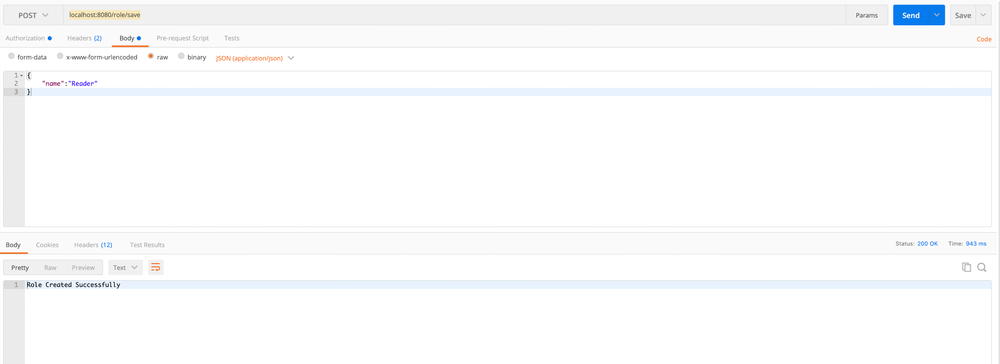 POST localhost:8080/role/save Params Send Save
Authorization Headers (2) Body Pre-request Script Tests Code
form-data x-www-form-urlencoded raw binary JSON (application/json)
1 {
2 "name":"Reader"
3 }
Body Cookies Headers (12) Test Results Status: 200 OK Time: 943 ms
Pretty Raw Preview Text
1 Role Created Successfully